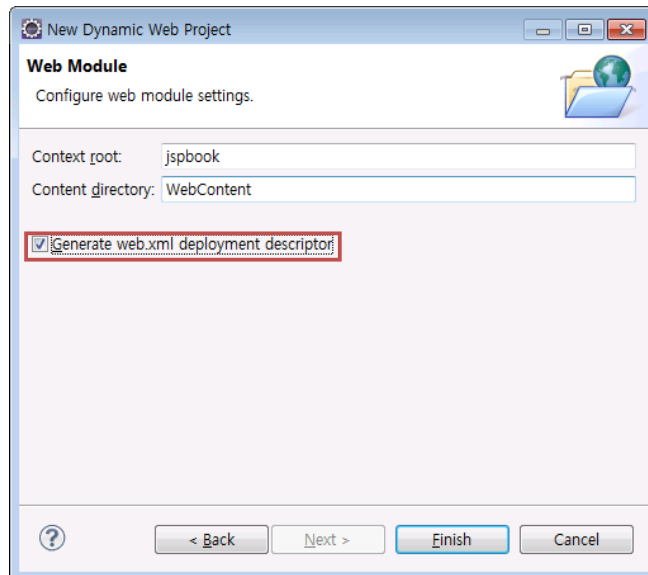 New Dynamic Web Project
Web Module
Configure web module settings.
Context root: jspbook
Content directory: WebContent
Generate web.xml deployment descriptor
? < Back Next > Finish Cancel